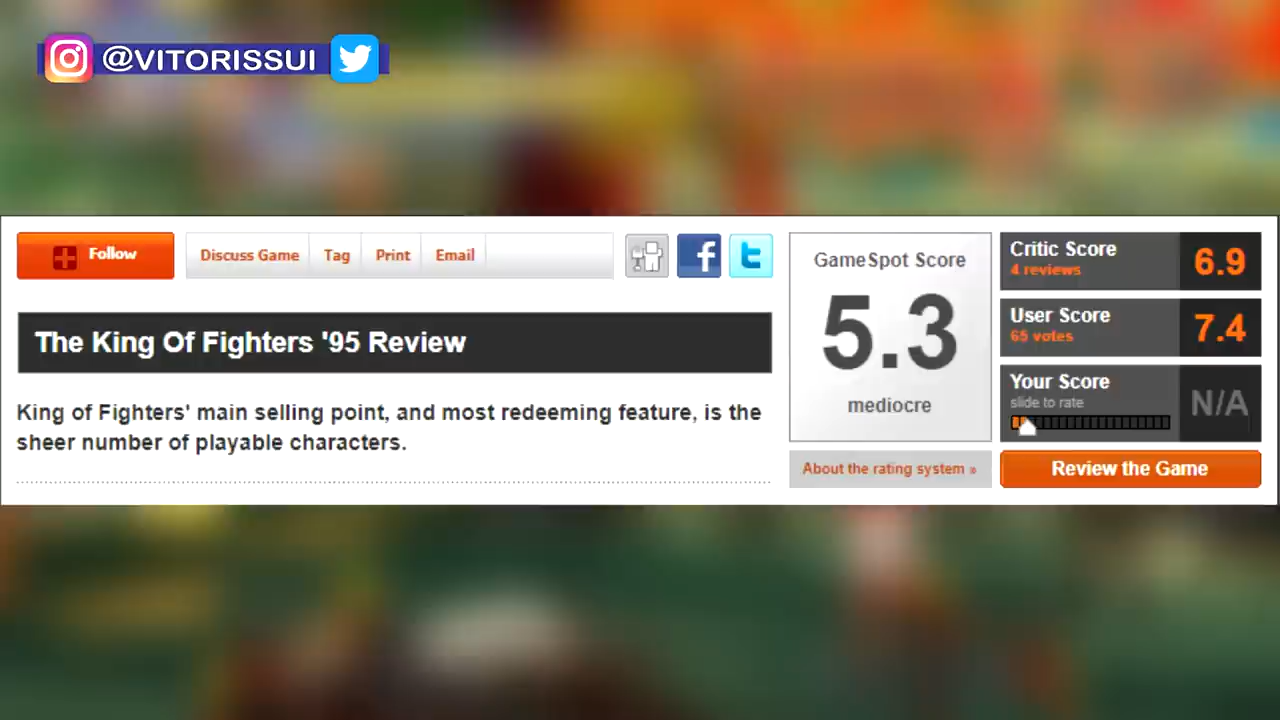 @VITORISSUI
Follow
Discuss Game
Tag
Print
Email
The King Of Fighters '95 Review
King of Fighters' main selling point, and most redeeming feature, is the
sheer number of playable characters.
GameSpot Score
5.3
mediocre
About the rating system »
Critic Score
4 reviews
6.9
User Score
65 votes
7.4
Your Score
slide to rate
N/A
Review the Game